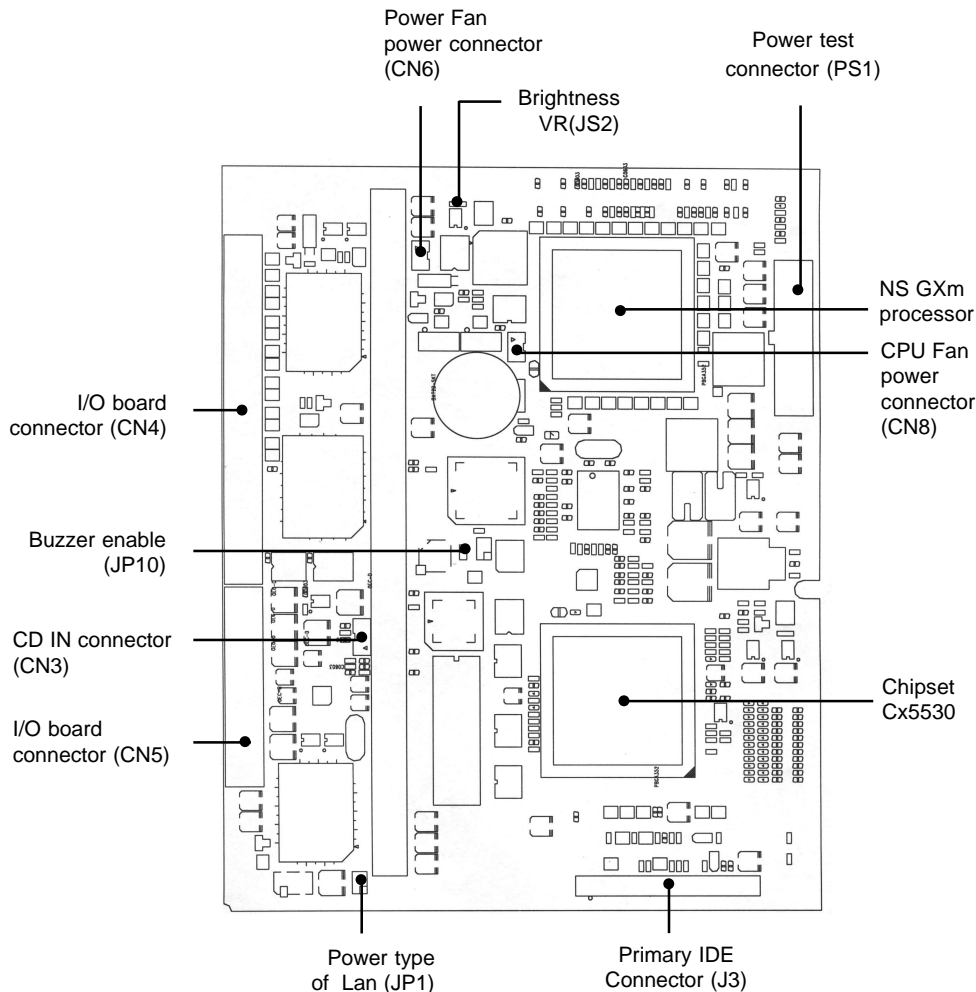 Power Fan
power connector
(CN6)
Power test
connector (PS1)
Brightness
VR(JS2)
NS GXm
processor
CPU Fan
power
connector
(CN8)
I/O board
connector (CN4)
Buzzer enable
(JP10)
CD IN connector
(CN3)
I/O board
connector (CN5)
Chipset
Cx5530
Power type
of Lan (JP1)
Primary IDE
Connector (J3)